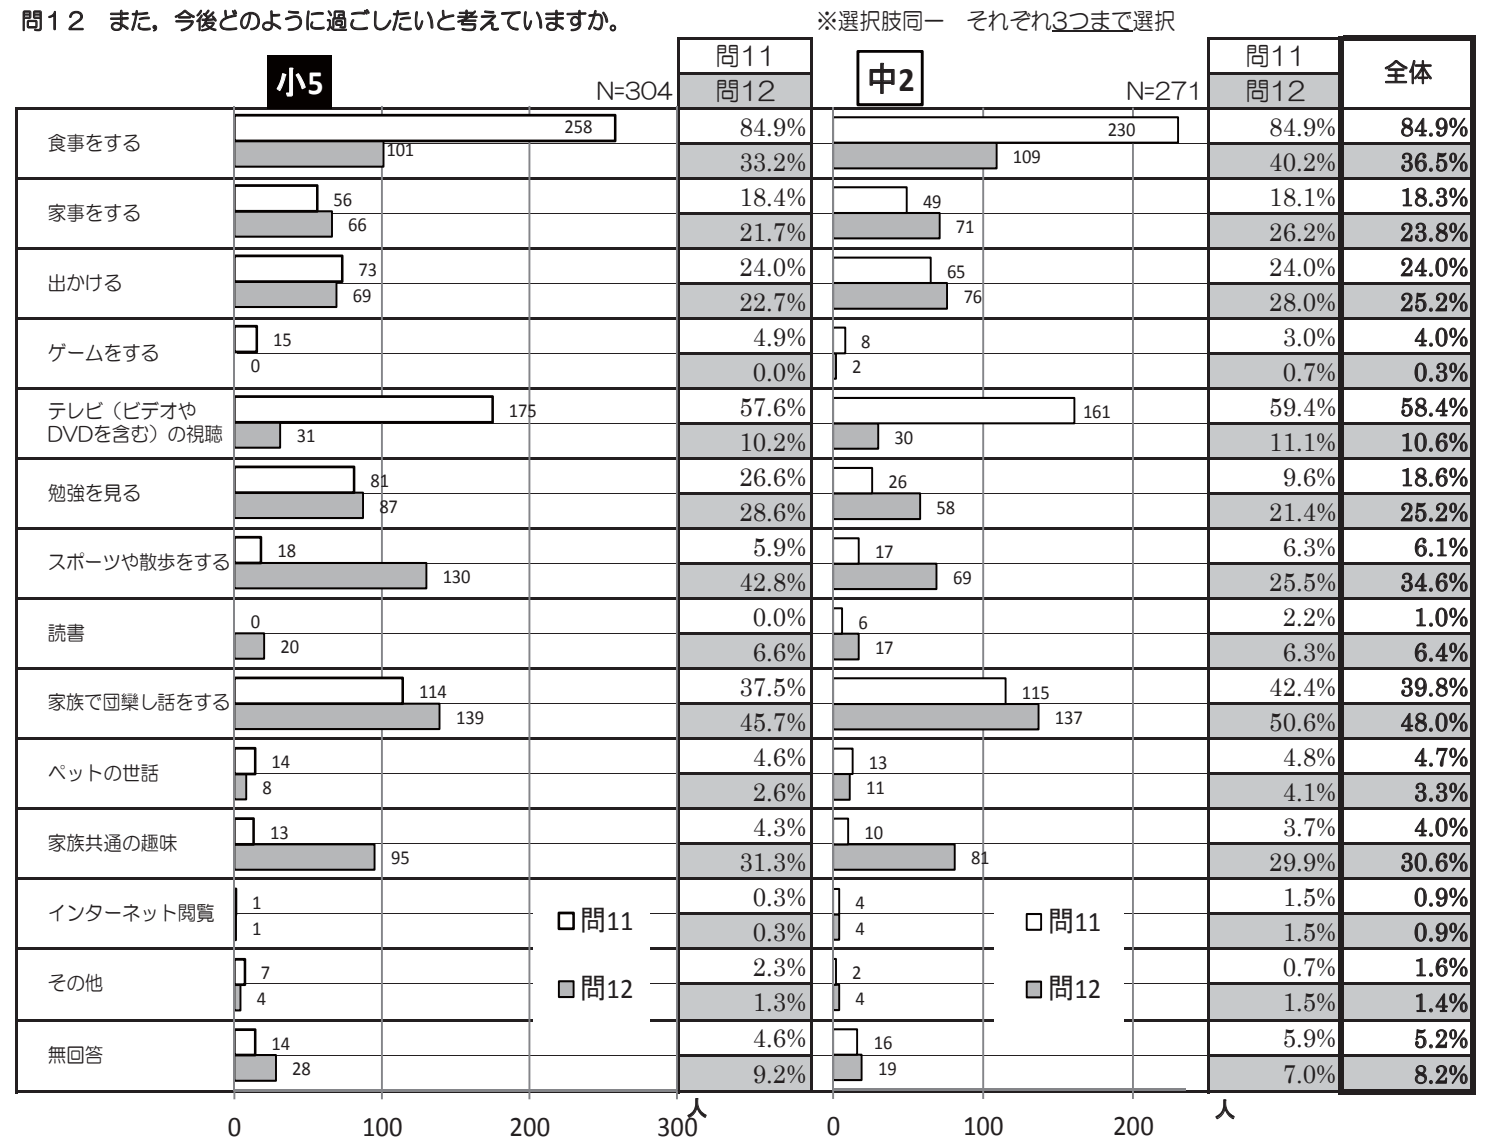 問１２　また，今後どのように過ごしたいと考えていますか。　※選択肢同一　それぞれ3つまで選択
小5　N=304　問11　中2　N=271　問11　全体
問12　問12
食事をする　258　84.9%　230　84.9%　84.9%
101　33.2%　109　40.2%　36.5%
家事をする　56　18.4%　49　18.1%　18.3%
66　21.7%　71　26.2%　23.8%
出かける　73　24.0%　65　24.0%　24.0%
69　22.7%　76　28.0%　25.2%
ゲームをする　15　4.9%　8　3.0%　4.0%
0　0.0%　2　0.7%　0.3%
テレビ（ビデオや　175　57.6%　161　59.4%　58.4%
DVDを含む）の視聴　31　10.2%　30　11.1%　10.6%
勉強を見る　81　26.6%　26　9.6%　18.6%
87　28.6%　58　21.4%　25.2%
スポーツや散歩をする　18　5.9%　17　6.3%　6.1%
130　42.8%　69　25.5%　34.6%
読書　0　0.0%　6　2.2%　1.0%
20　6.6%　17　6.3%　6.4%
家族で団欒し話をする　114　37.5%　115　42.4%　39.8%
139　45.7%　137　50.6%　48.0%
ペットの世話　14　4.6%　13　4.8%　4.7%
8　2.6%　11　4.1%　3.3%
家族共通の趣味　13　4.3%　10　3.7%　4.0%
95　31.3%　81　29.9%　30.6%
インターネット閲覧　1　問11　0.3%　4　問11　1.5%　0.9%
1　0.3%　4　1.5%　0.9%
その他　7　問12　2.3%　2　問12　0.7%　1.6%
4　1.3%　4　1.5%　1.4%
無回答　14　4.6%　16　5.9%　5.2%
28　9.2%　19　7.0%　8.2%
0　100　200　300　人　0　100　200　人